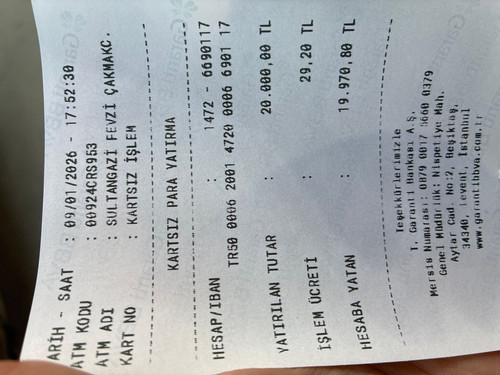 ARİH - SAAT : 09/01/2026 - 17:52:30
ATM KODU : 00924CRS953
ATM ADI : SULTANGAZİ FEVZİ ÇAKMAKC.
KART NO : KARTSIZ İŞLEM
KARTSIZ PARA YATIRMA
HESAP/IBAN : 1472 - 6690117
TR50 0006 2001 4720 0006 6901 17
YATIRILAN TUTAR : 20.000,00 TL
İŞLEM ÜCRETİ : 29,20 TL
HESABA YATAN : 19.970,80 TL
Teşekkürlerimizle
T. Garanti Bankası A.Ş.
Mersis Numarası: 0879 0017 5660 0379
Genel Müdürlük: Nispetiye Mah.
Aytar Cad. No:2, Beşiktaş,
34340, Levent, İstanbul
www.garantibbva.com.tr